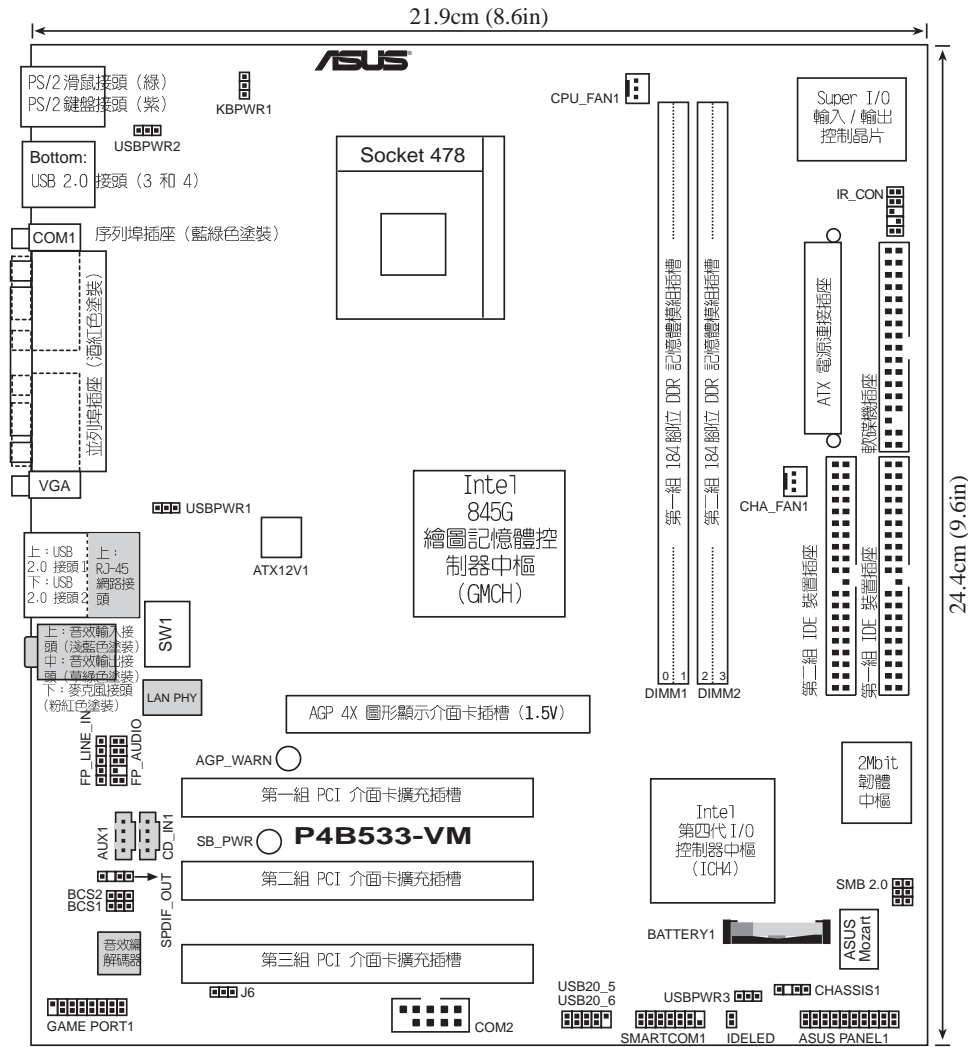 21.9cm (8.6in)
ASUS
PS/2 滑鼠接頭（綠）
PS/2 鍵盤接頭（紫）
KBPWR1
CPU_FAN1
Super I/O
輸入 / 輸出
控制晶片
USBPWR2
Bottom:
USB 2.0 接頭（3 和 4）
Socket 478
IR_CON
COM1
序列埠插座（藍綠色塗裝）
並列埠插座（酒紅色塗裝）
第一組 184 腳位 DDR 記憶體模組插槽
第二組 184 腳位 DDR 記憶體模組插槽
ATX 電源連接插座
軟碟機插座
VGA
USBPWR1
Intel
845G
繪圖記憶體控
制器中樞
(GMCH)
CHA_FAN1
24.4cm (9.6in)
ATX12V1
上：USB
2.0 接頭1
下：USB
2.0 接頭2
上：
RJ-45
網路接
頭
SW1
第二組 IDE 裝置插座
第一組 IDE 裝置插座
上：音效輸入接
頭（淺藍色塗裝）
中：音效輸出接
頭（草綠色塗裝）
下：麥克風接頭
(粉紅色塗裝）
LAN PHY
0 1
2 3
DIMM1
DIMM2
AGP 4X 圖形顯示介面卡插槽（1.5V）
FP_LINE_IN
FP_AUDIO
AGP_WARN
2Mbit
韌體
中樞
第一組 PCI 介面卡擴充插槽
Intel
第四代 I/O
控制器中樞
(ICH4)
AUX1
CD_IN1
SB_PWR
P4B533-VM
第二組 PCI 介面卡擴充插槽
SPDIF_OUT
BCS2
BCS1
SMB 2.0
BATTERY1
ASUS
Mozart
音效編
解碼器
第三組 PCI 介面卡擴充插槽
J6
USB20_5
USB20_6
USBPWR3
CHASSIS1
GAME PORT1
COM2
SMARTCOM1
IDELED
ASUS PANEL1